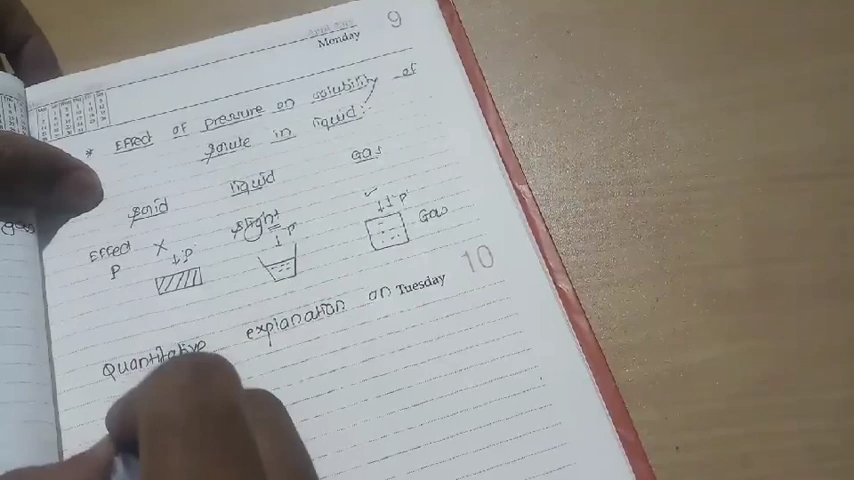 9
Monday
* Effect of pressure on solubility of
solute in liquid
solid liquid Gas
Effect X slight ✓
P ↓P ↓P ↓↓P Gas
10
Tuesday
Quantitative explanation on
gas